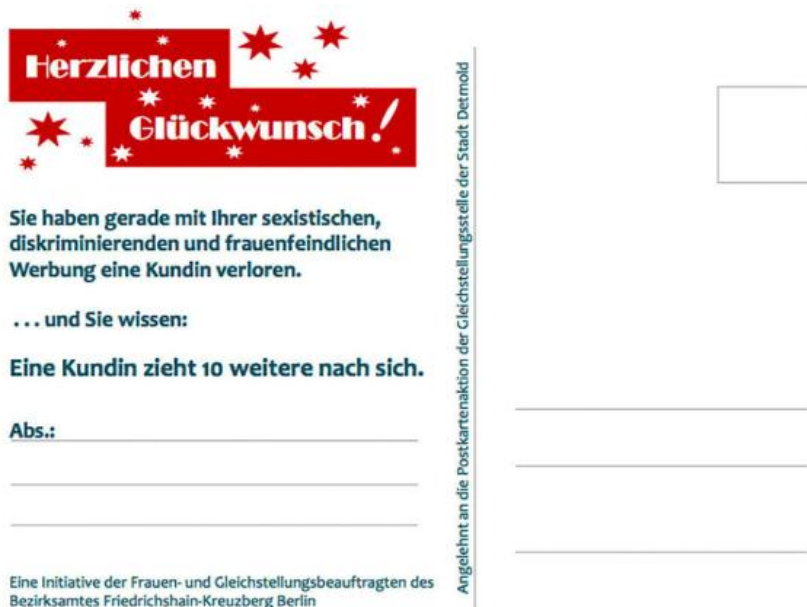 Herzlichen
Glückwunsch!
Sie haben gerade mit Ihrer sexistischen,
diskriminierenden und frauenfeindlichen
Werbung eine Kundin verloren.
... und Sie wissen:
Eine Kundin zieht 10 weitere nach sich.
Abs.:
Eine Initiative der Frauen- und Gleichstellungsbeauftragten des
Bezirksamtes Friedrichshain-Kreuzberg Berlin
Angelehnt an die Postkartenaktion der Gleichstellungsstelle der Stadt Detmold